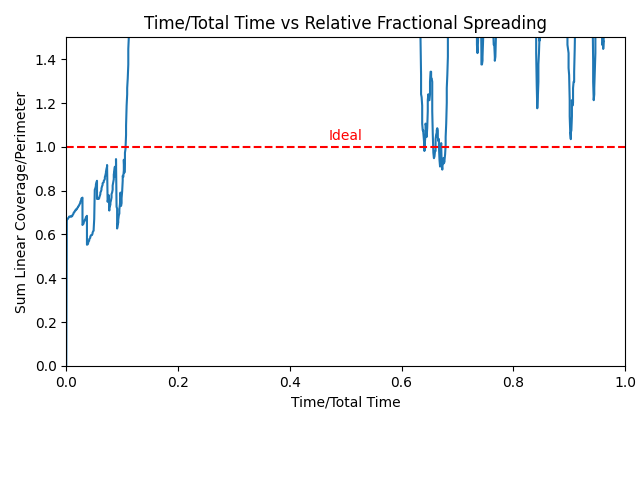 Time/Total Time vs Relative Fractional Spreading
Sum Linear Coverage/Perimeter
1.4
1.2
1.0
0.8
0.6
0.4
0.2
0.0
Ideal
0.0 0.2 0.4 0.6 0.8 1.0
Time/Total Time